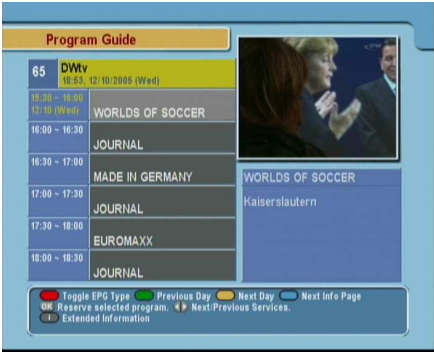 Program Guide
65 DWtv
18:53, 12/10/2005 (Wed)
15:30 ~ 16:00
12/10 (Wed) WORLDS OF SOCCER
16:00 ~ 16:30
JOURNAL
16:30 ~ 17:00
MADE IN GERMANY
WORLDS OF SOCCER
17:00 ~ 17:30
JOURNAL
Kaiserslautern
17:30 ~ 18:00
EUROMAXX
18:00 ~ 18:30
JOURNAL
Toggle EPG Type Previous Day Next Day Next Info Page
OK Reserve selected program. Next/Previous Services.
i Extended Information